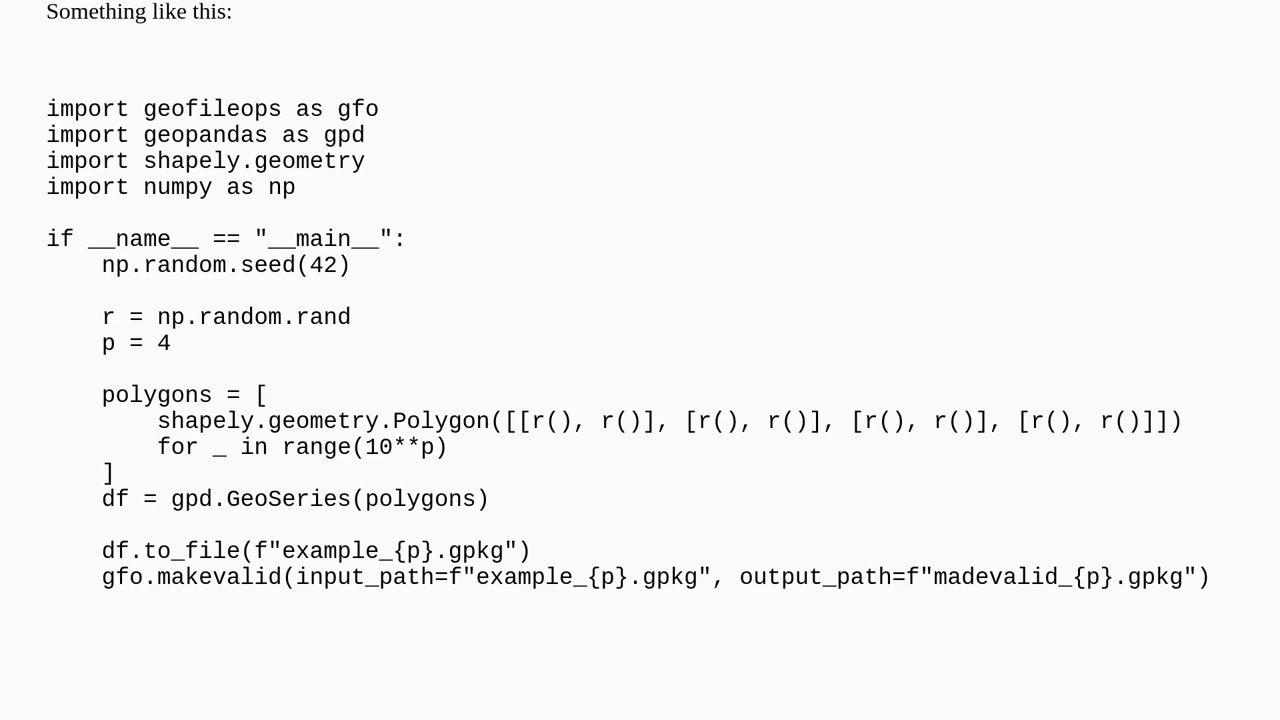 Something like this:
import geofileops as gfo
import geopandas as gpd
import shapely.geometry
import numpy as np
if __name__ == "__main__":
    np.random.seed(42)
    r = np.random.rand
    p = 4
    polygons = [
        shapely.geometry.Polygon([[r(), r()], [r(), r()], [r(), r()], [r(), r()]])
        for _ in range(10**p)
    ]
    df = gpd.GeoSeries(polygons)
    df.to_file(f"example_{p}.gpkg")
    gfo.makevalid(input_path=f"example_{p}.gpkg", output_path=f"madevalid_{p}.gpkg")